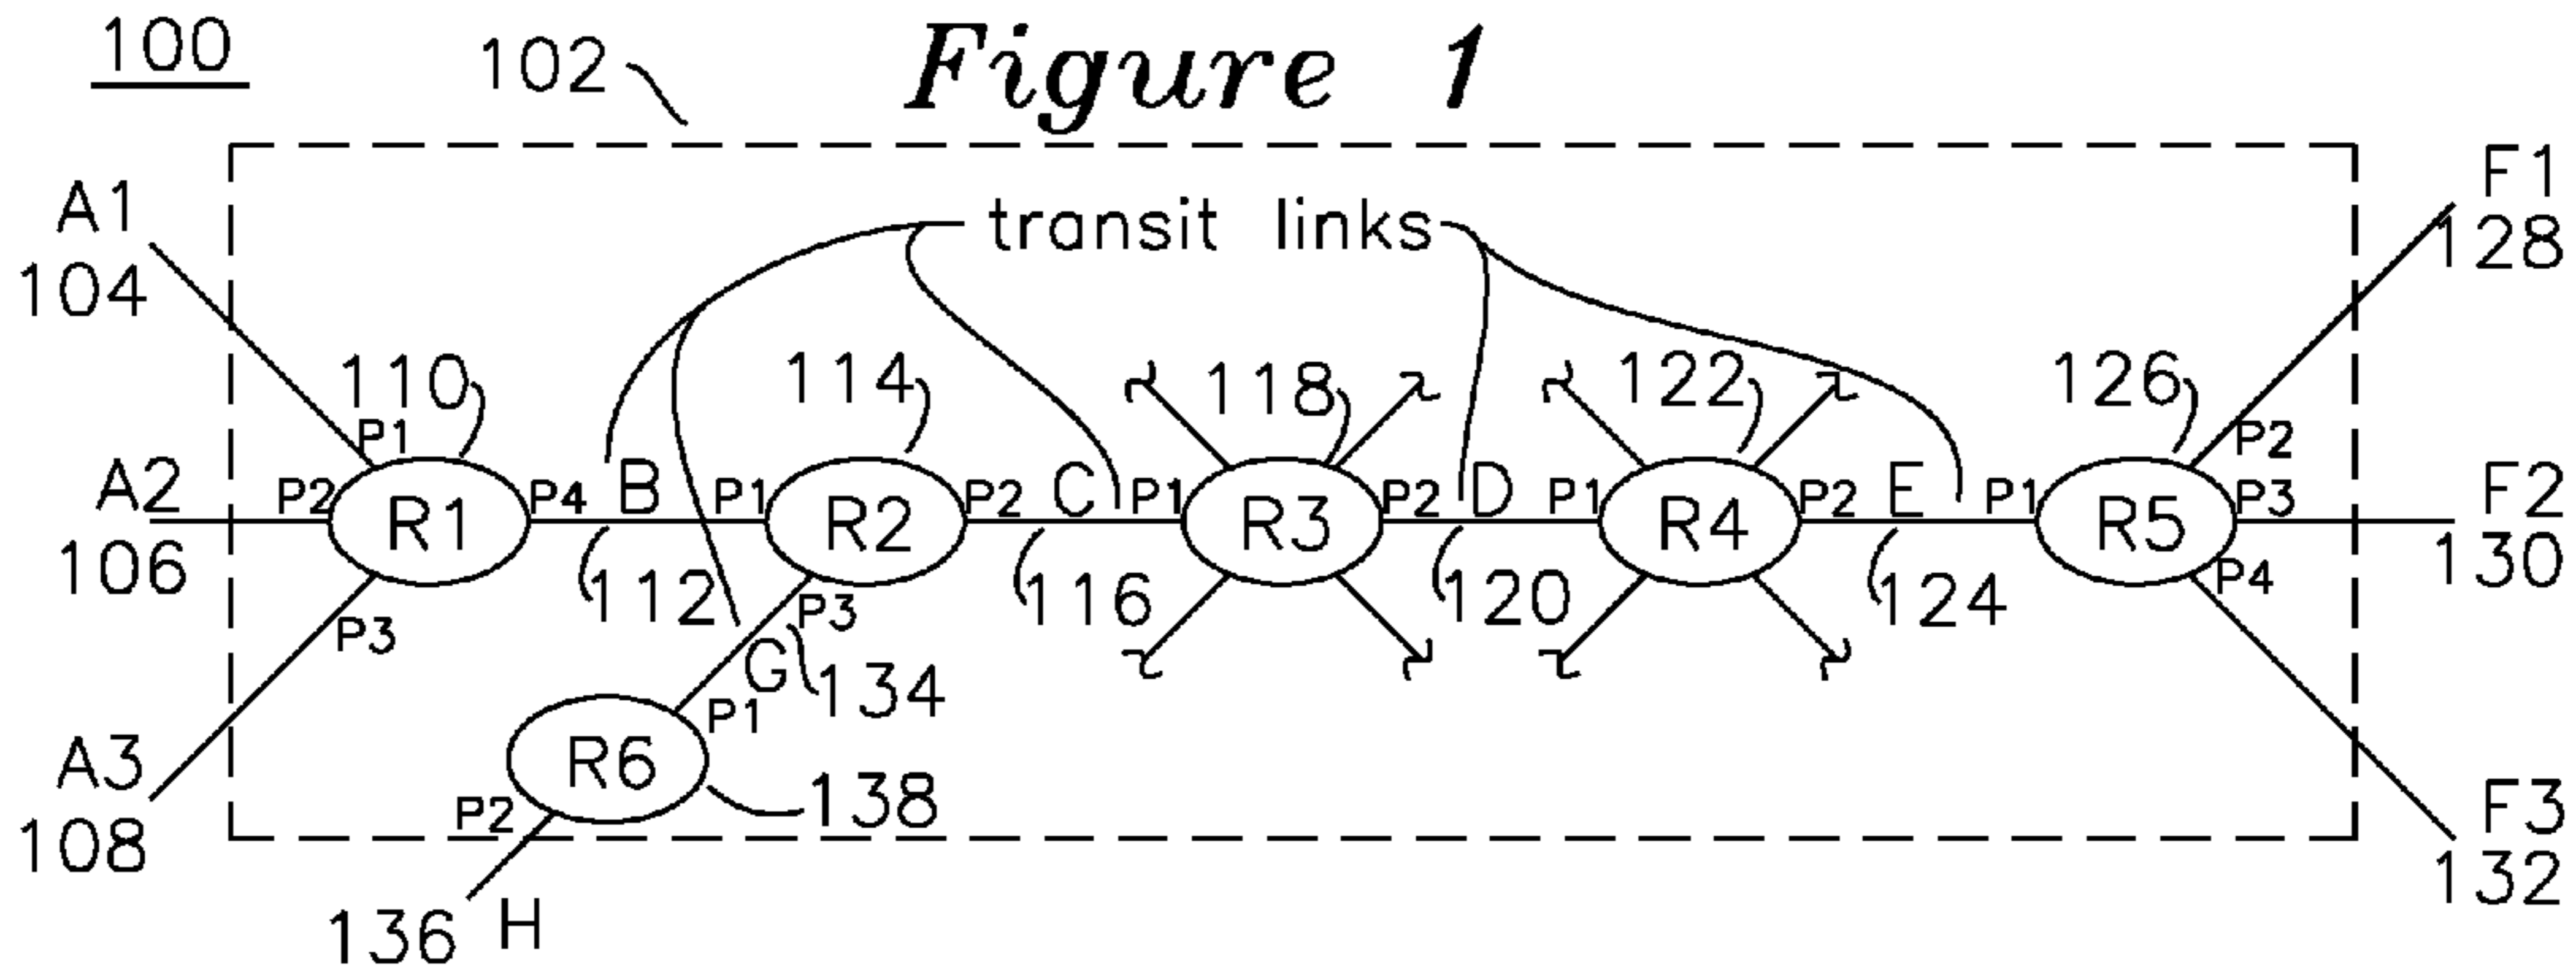 100
102
Figure 1
A1
104
transit links
F1
128
110
114
118
122
126
P1
P2
A2
106
P2
R1
P4
B
P1
R2
P2
C
P1
R3
P2
D
P1
R4
P2
E
P1
R5
P3
F2
130
112
116
120
124
P3
P3
P4
G
134
P1
A3
108
R6
138
P2
F3
132
136
H